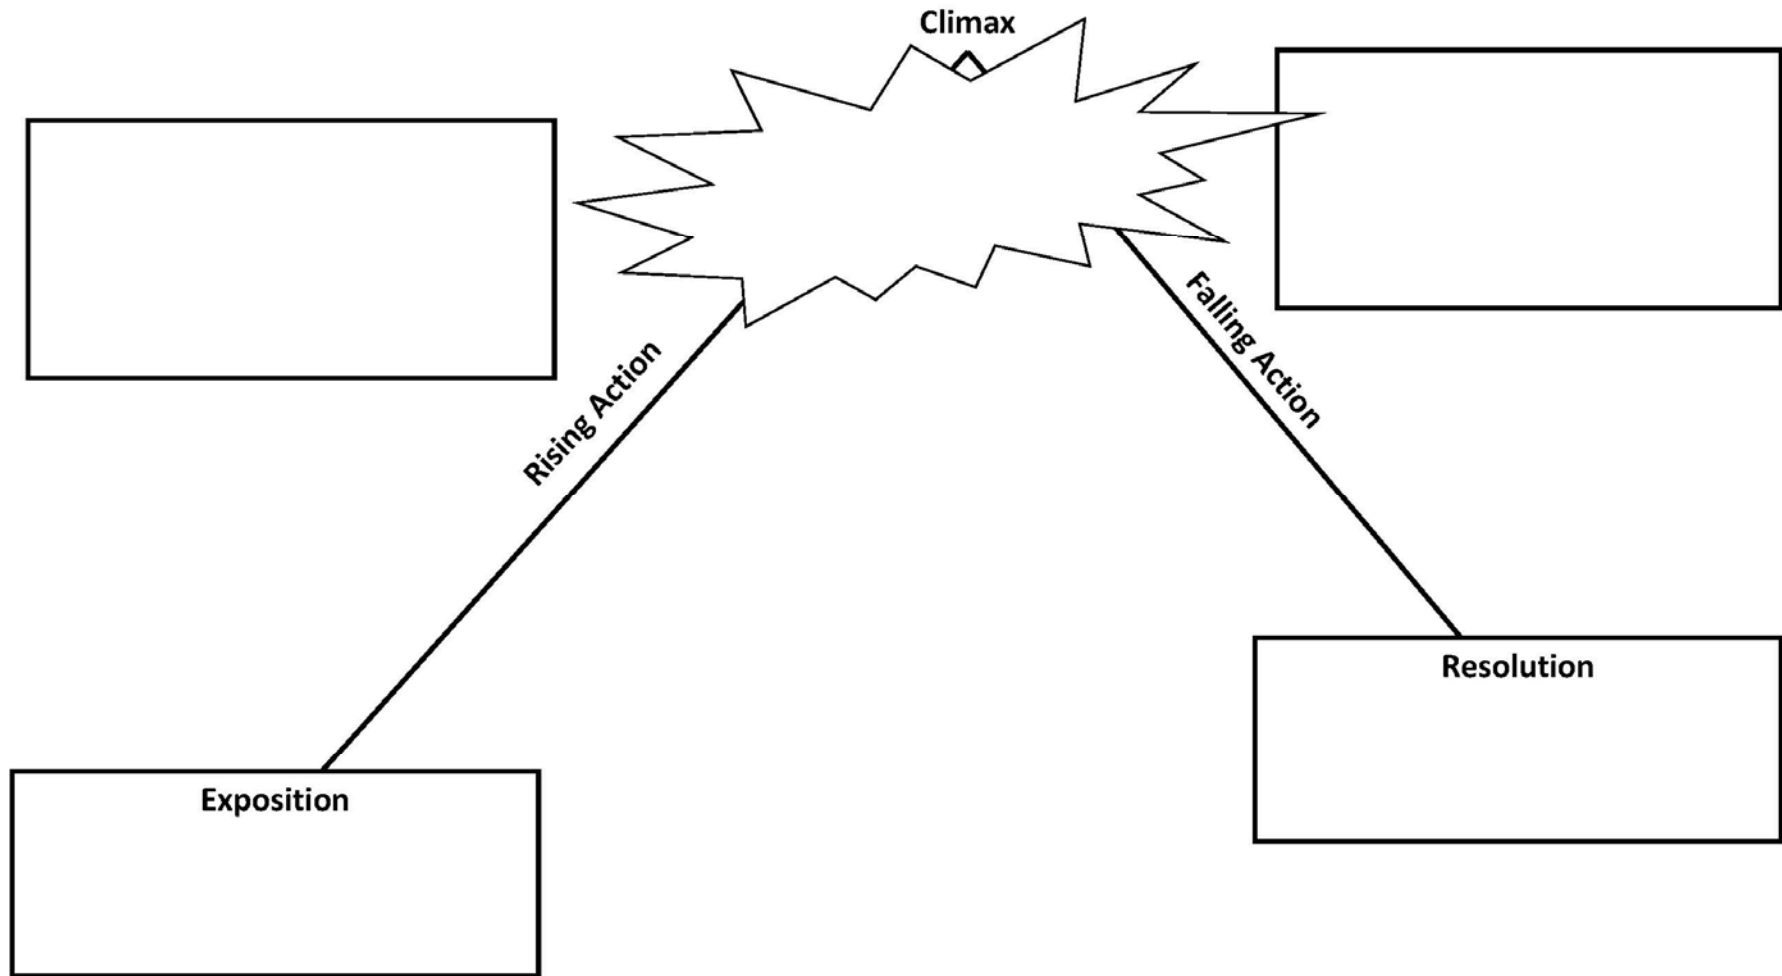 Climax
Rising Action
Falling Action
Resolution
Exposition